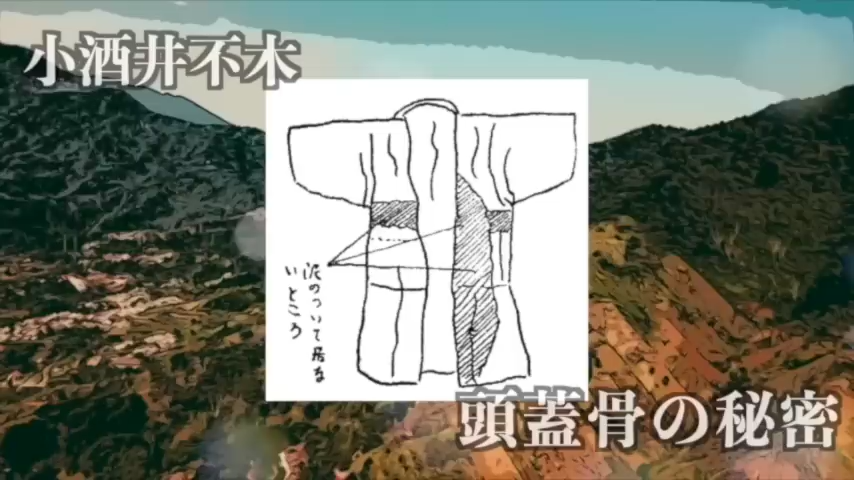 小酒井不木
泥のついて居な
いところ
頭蓋骨の秘密